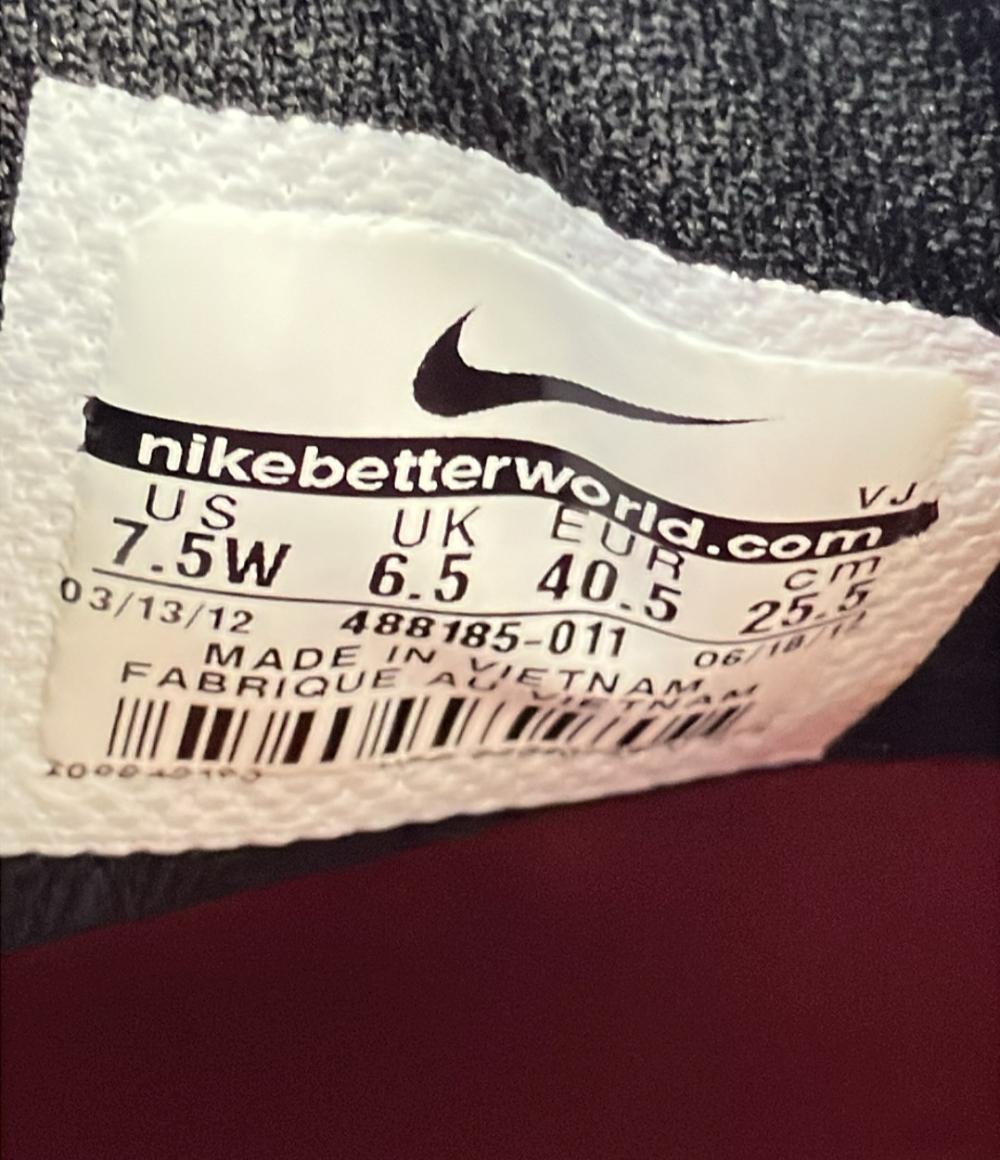 nikebetterworld.com
VJ
US UK EUR cm
7.5W 6.5 40.5 25.5
03/13/12 488185-011 06/18/12
MADE IN VIETNAM
FABRIQUE AU VIETNAM